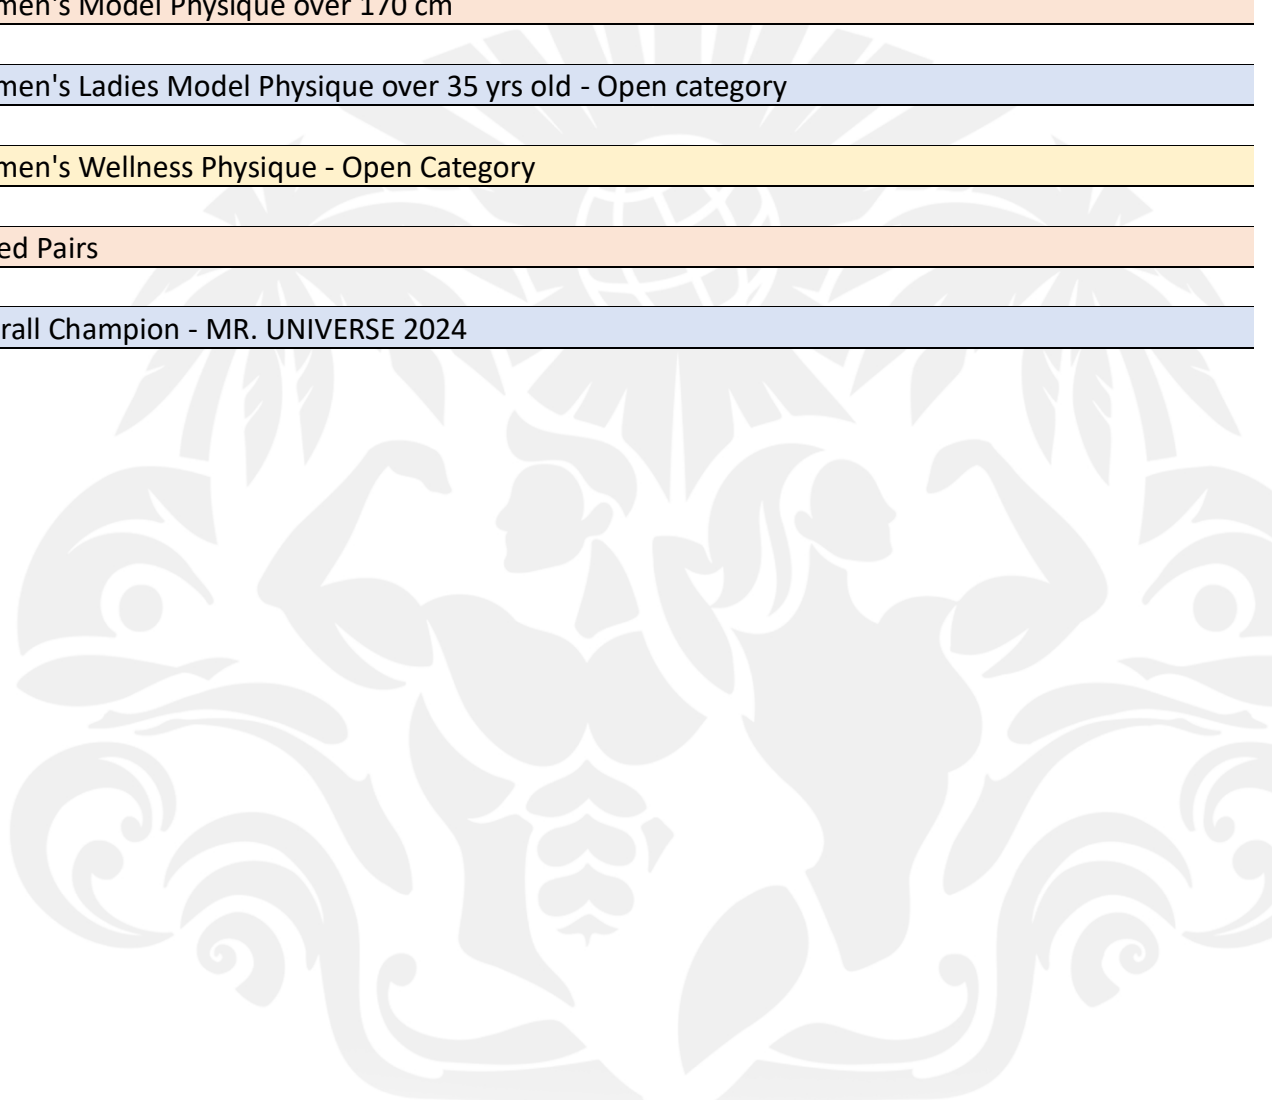 men's Model Physique over 170 cm
men's Ladies Model Physique over 35 yrs old - Open category
men's Wellness Physique - Open Category
ed Pairs
rall Champion - MR. UNIVERSE 2024